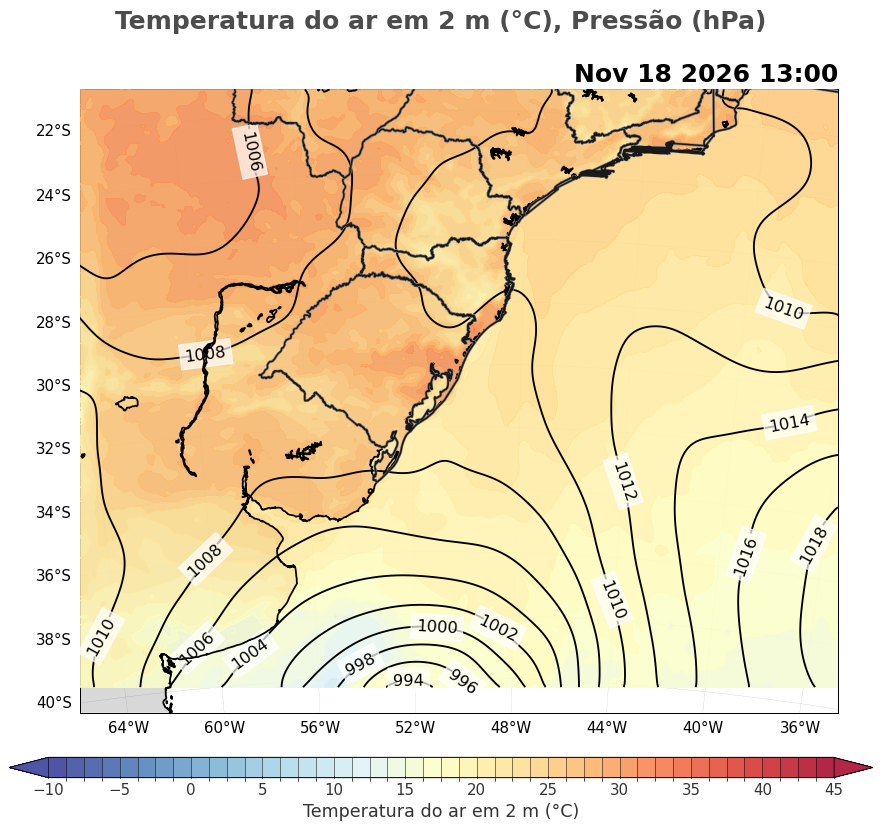 Temperatura do ar em 2 m (°C), Pressão (hPa)
Nov 18 2026 13:00
22°S
24°S
26°S
28°S
30°S
32°S
34°S
36°S
38°S
40°S
1006
1010
1008
1014
1012
1016
1018
1008
1010
1010
1006
1004
1000
1002
998
996
994
64°W
60°W
56°W
52°W
48°W
44°W
40°W
36°W
−10
−5
0
5
10
15
20
25
30
35
40
45
Temperatura do ar em 2 m (°C)